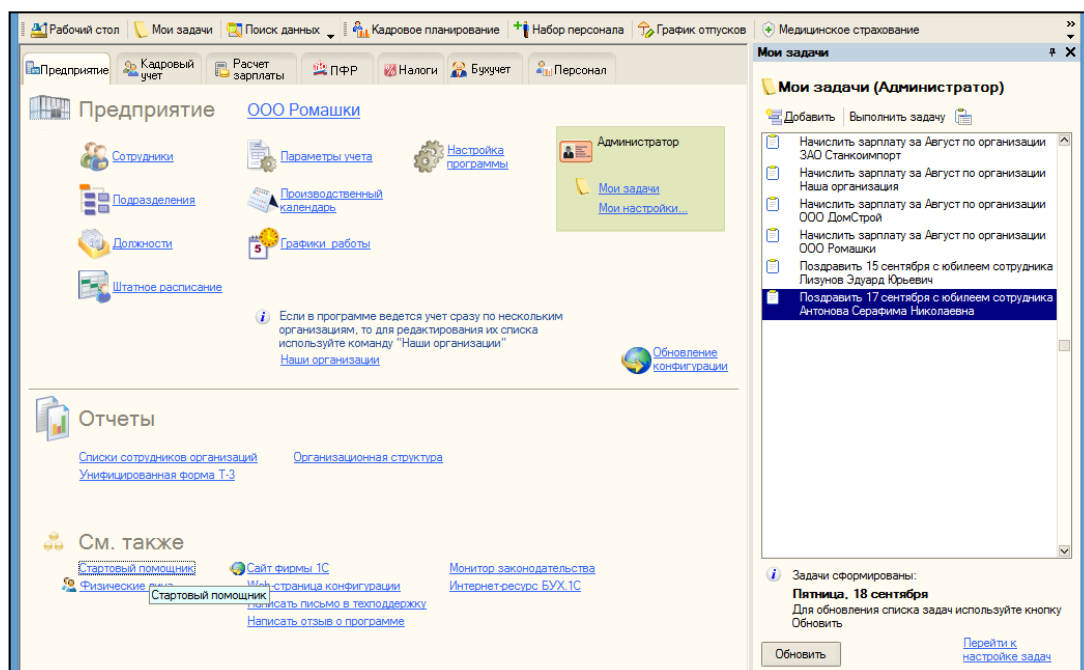 Рабочий стол Мои задачи Поиск данных Кадровое планирование Набор персонала График отпусков Медицинское страхование
Предприятие
Кадровый
учет
Расчет
зарплаты
ПФР
Налоги
Бухучет
Персонал
Предприятие ООО Ромашки
Сотрудники
Параметры учета
Настройка
программы
Администратор
Мои задачи
Мои настройки...
Подразделения
Производственный
календарь
Должности
Графики работы
Штатное расписание
Если в программе ведется учет сразу по нескольким
организациям, то для редактирования их списка
используйте команду "Наши организации"
Наши организации
Обновление
конфигурации
Отчеты
Списки сотрудников организаций Организационная структура
Унифицированная форма Т-3
См. также
Стартовый помощник Сайт фирмы 1С Монитор законодательства
Физические лица Web-страница конфигурации Интернет-ресурс БУХ.1С
Стартовый помощник
Написать письмо в техподдержку
Написать отзыв о программе
Мои задачи
Мои задачи (Администратор)
Добавить Выполнить задачу
Начислить зарплату за Август по организации
ЗАО Станкоимпорт
Начислить зарплату за Август по организации
Наша организация
Начислить зарплату за Август по организации
ООО ДомСтрой
Начислить зарплату за Август по организации
ООО Ромашки
Поздравить 15 сентября с юбилеем сотрудника
Лизунов Эдуард Юрьевич
Поздравить 17 сентября с юбилеем сотрудника
Антонова Серафима Николаевна
Задачи сформированы:
Пятница, 18 сентября
Для обновления списка задач используйте кнопку
Обновить
Обновить
Перейти к
настройке задач